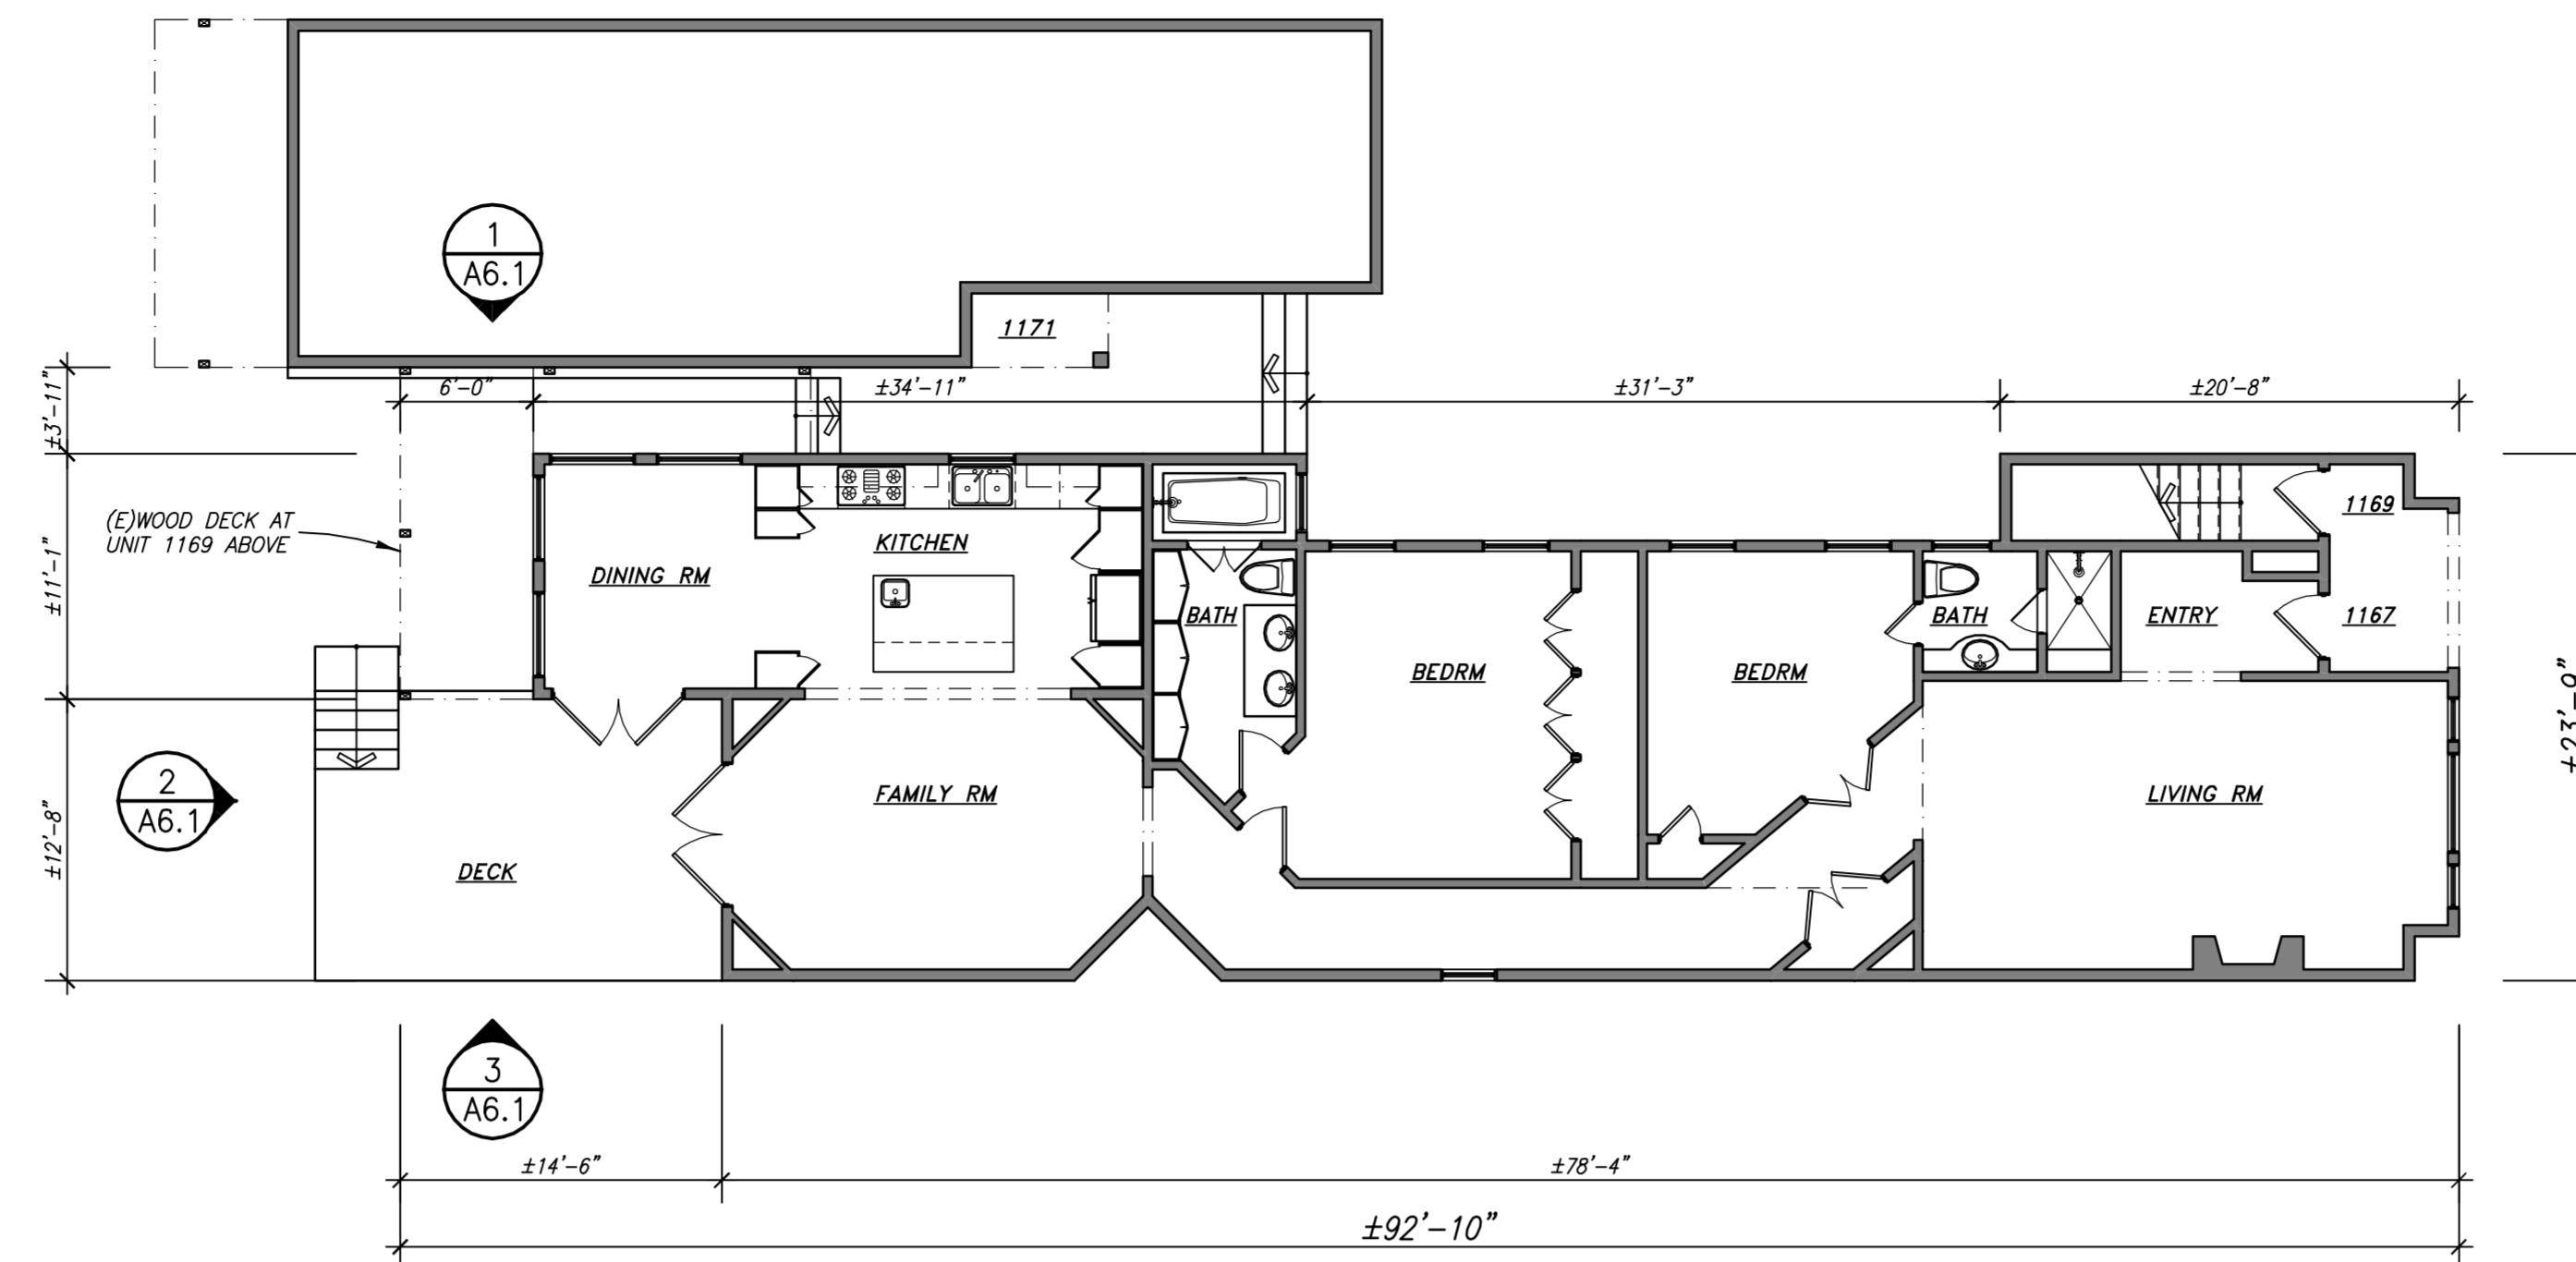 1
A6.1
1171
±3'-11"
6'-0"
±34'-11"
±31'-3"
±20'-8"
(E)WOOD DECK AT
UNIT 1169 ABOVE
±11'-1"
KITCHEN
DINING RM
BATH
BEDRM
BEDRM
BATH
ENTRY
1169
1167
±23'-9"
2
A6.1
±12'-8"
FAMILY RM
LIVING RM
DECK
3
A6.1
±14'-6"
±78'-4"
±92'-10"